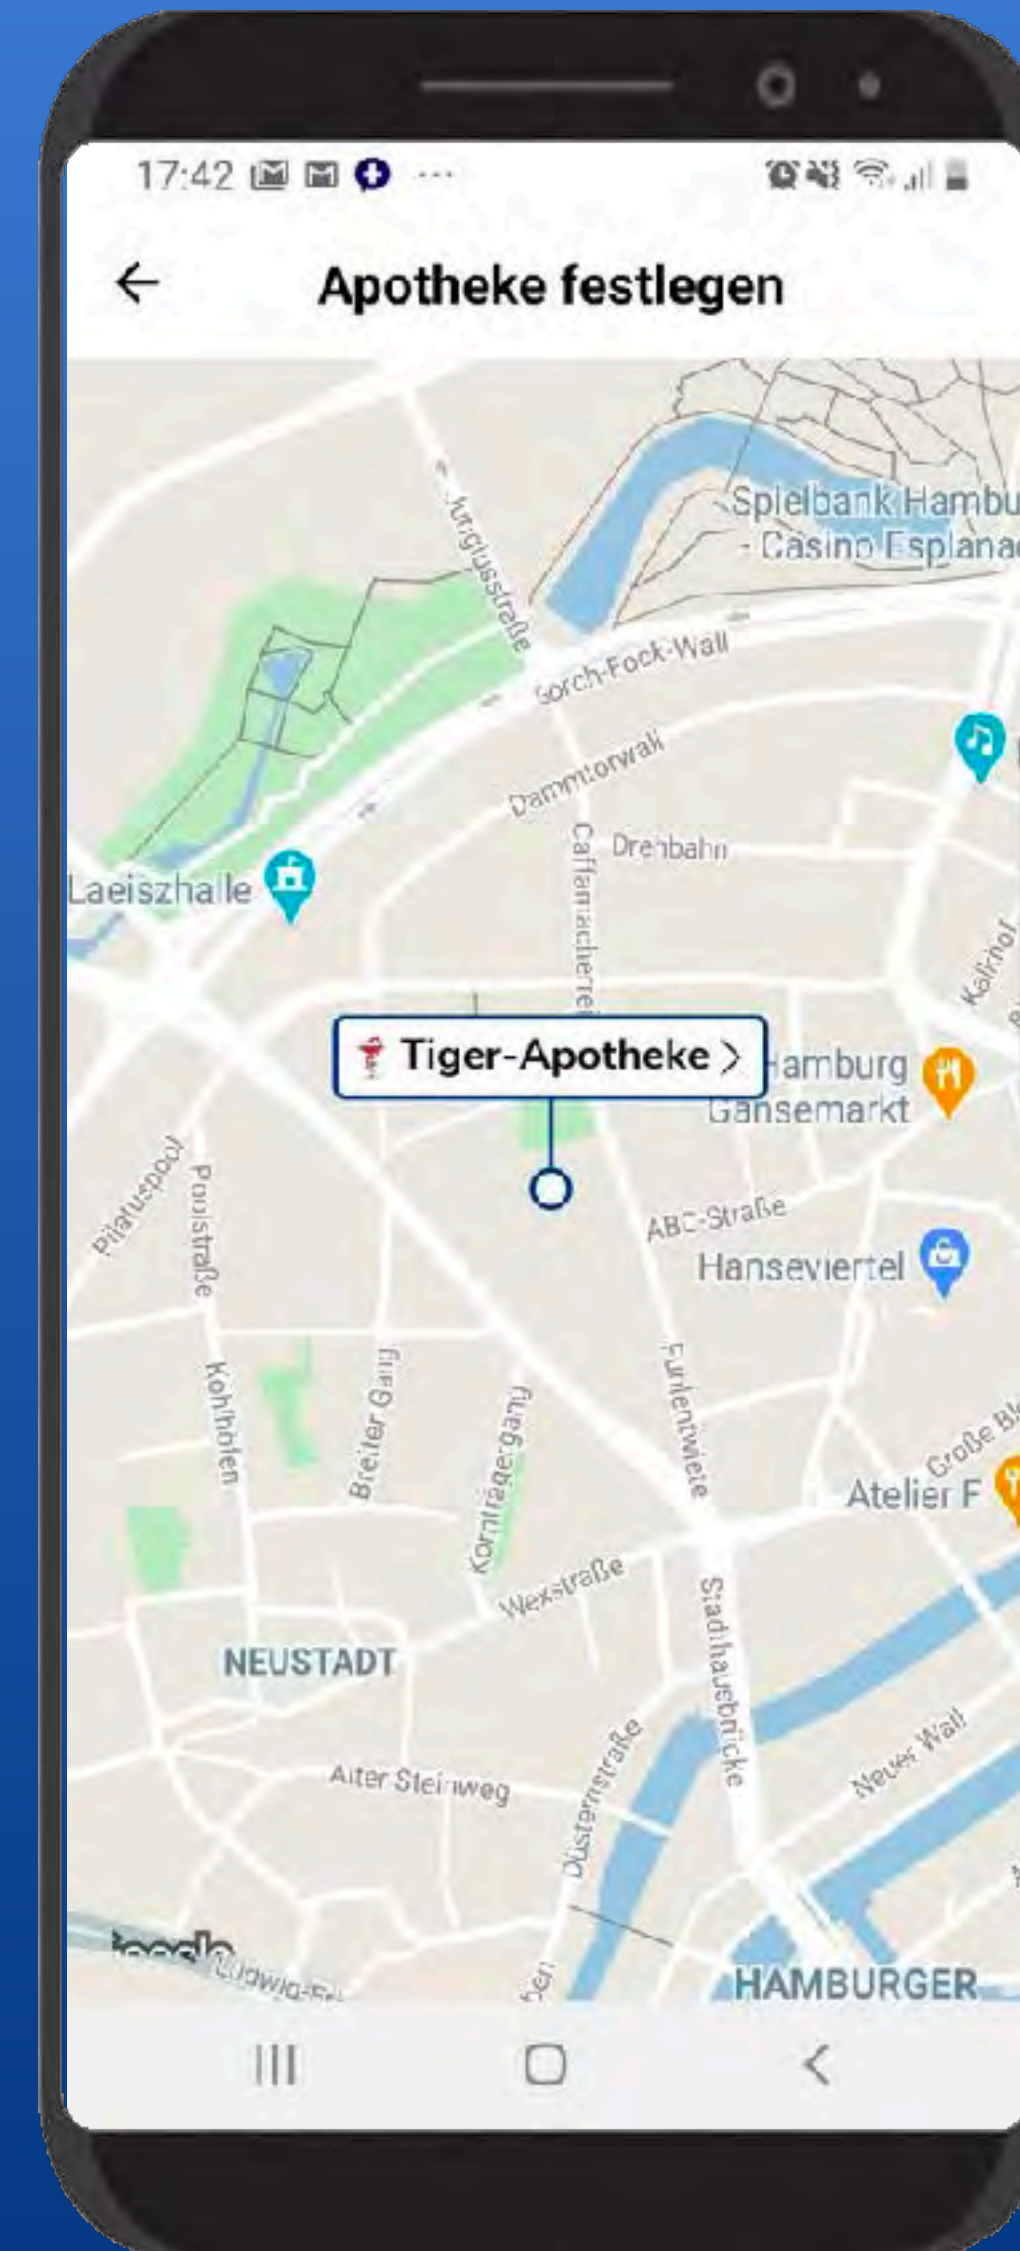 17:42
Apotheke festlegen
Spielbank Hambu
- Casino Esplanad
Gorch-Fock-Wall
Dammtorwall
Drehbahn
Laeiszhalle
Tiger-Apotheke
Hamburg
Gänsemarkt
Pilatuspool
Poolstraße
ABC-Straße
Hanseviertel
Kohlhöfen
Breiter Gang
Kornträgergang
Fuhlentwiete
Große Ble
Atelier F
Wexstraße
NEUSTADT
Stadthausbrücke
Neuer Wall
Alter Steinweg
Düsternstraße
HAMBURGER